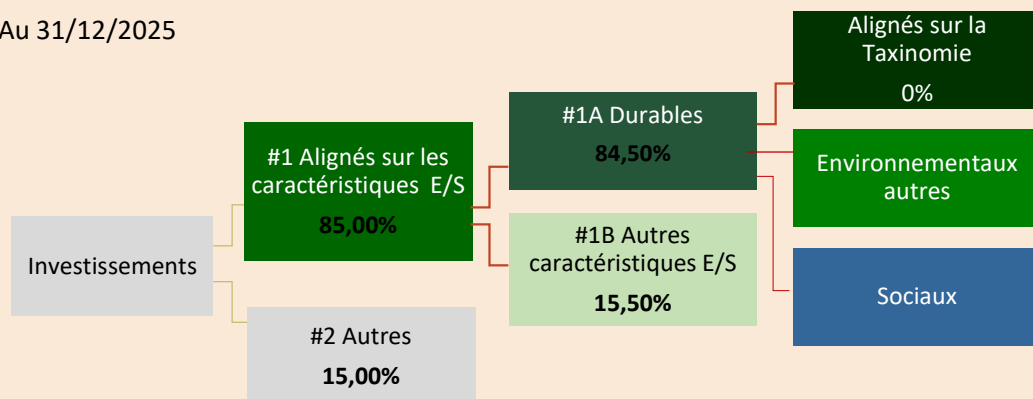 Au 31/12/2025
Investissements
#1 Alignés sur les
caractéristiques E/S
85,00%
#2 Autres
15,00%
#1A Durables
84,50%
#1B Autres
caractéristiques E/S
15,50%
Alignés sur la
Taxinomie
0%
Environnementaux
autres
Sociaux